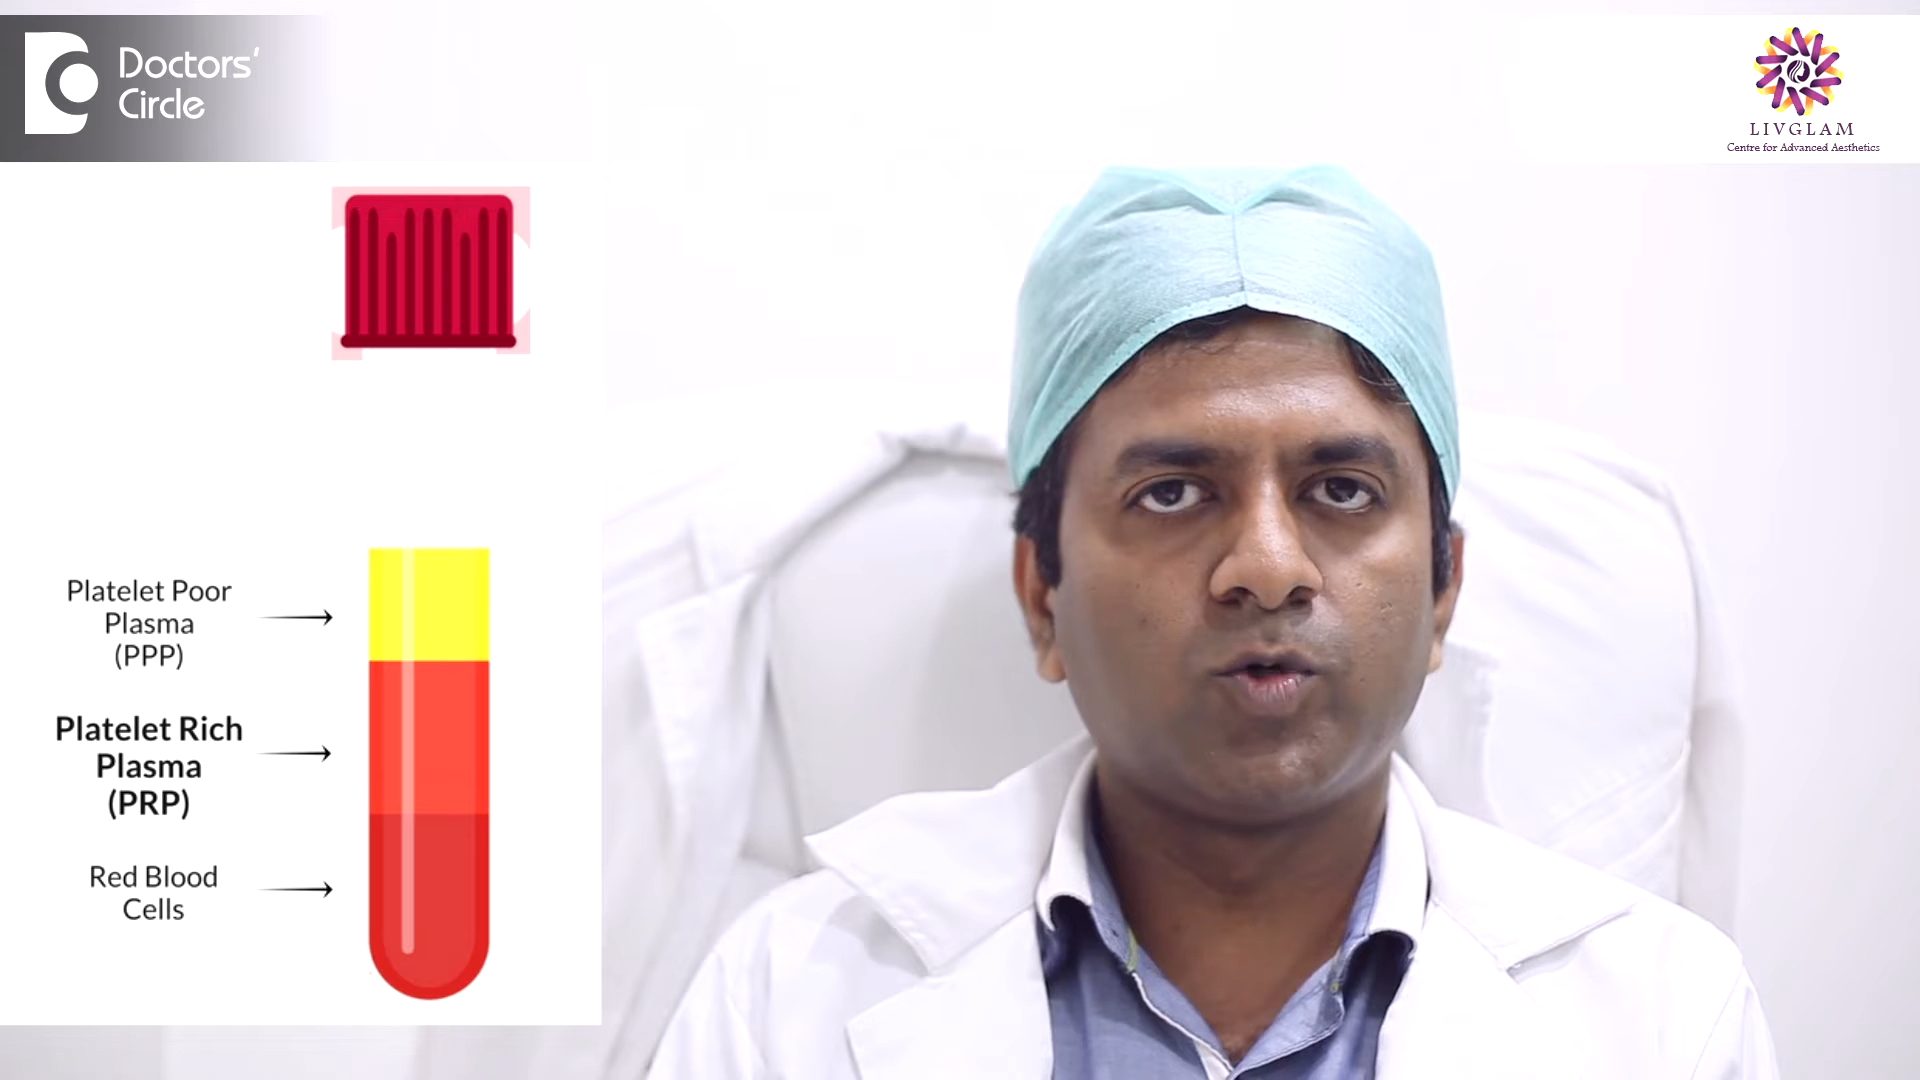 Doctors'
Circle
LIVGLAM
Centre for Advanced Aesthetics
Platelet Poor
Plasma
(PPP)
Platelet Rich
Plasma
(PRP)
Red Blood
Cells